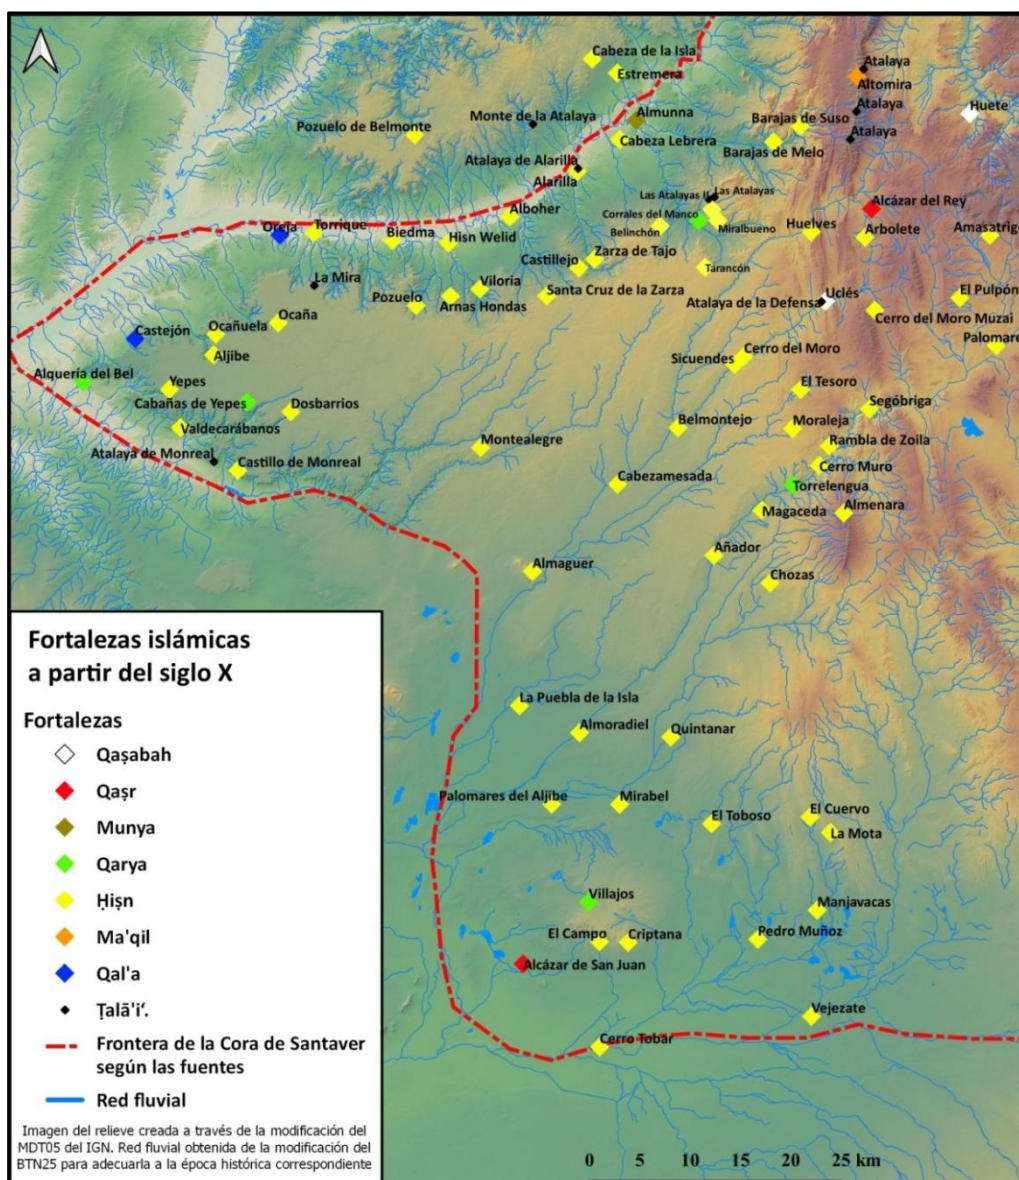 Cabeza de la Isla
Atalaya
Estremera
Altomira
Atalaya
Huete
Monte de la Atalaya
Almunna
Pozuelo de Belmonte
Barajas de Suso
Atalaya
Cabeza Lebrera
Barajas de Melo
Atalaya de Alarilla
Alarilla
Las Atalayas II
Las Atalayas
Alcázar del Rey
Alboher
Corrales del Manco
Oreja
Torrique
Belinchón
Miralbueno
Huelves
Arbolete
Amasatrigo
Biedma
Hisn Welid
Castillejo
Zarza de Tajo
Tarancón
La Mira
Viloria
Pozuelo
Arnas Hondas
Santa Cruz de la Zarza
Uclés
Atalaya de la Defensa
El Pulpón
Cerro del Moro Muzai
Ocaña
Castejón
Ocañuela
Palomare
Aljibe
Cerro del Moro
Sicuendes
Alquería del Bel
Yepes
El Tesoro
Cabañas de Yepes
Dosbarrios
Segóbriga
Valdecarábanos
Belmontejo
Moraleja
Montealegre
Rambla de Zoila
Atalaya de Monreal
Castillo de Monreal
Cerro Muro
Cabezamesada
Torrelengua
Magaceda
Almenara
Añador
Almaguer
Chozas
La Puebla de la Isla
Almoradiel
Quintanar
Palomares del Aljibe
Mirabel
El Toboso
El Cuervo
La Mota
Villajos
Manjavacas
El Campo
Criptana
Pedro Muñoz
Alcázar de San Juan
Vejezate
Cerro Tobar
Fortalezas islámicas
a partir del siglo X
Fortalezas
Qaṣabah
Qaṣr
Munya
Qarya
Ḥiṣn
Ma'qil
Qal'a
Ṭalā'i‘.
Frontera de la Cora de Santaver
según las fuentes
Red fluvial
Imagen del relieve creada a través de la modificación del
MDT05 del IGN. Red fluvial obtenida de la modificación del
BTN25 para adecuarla a la época histórica correspondiente
0 5 10 15 20 25 km